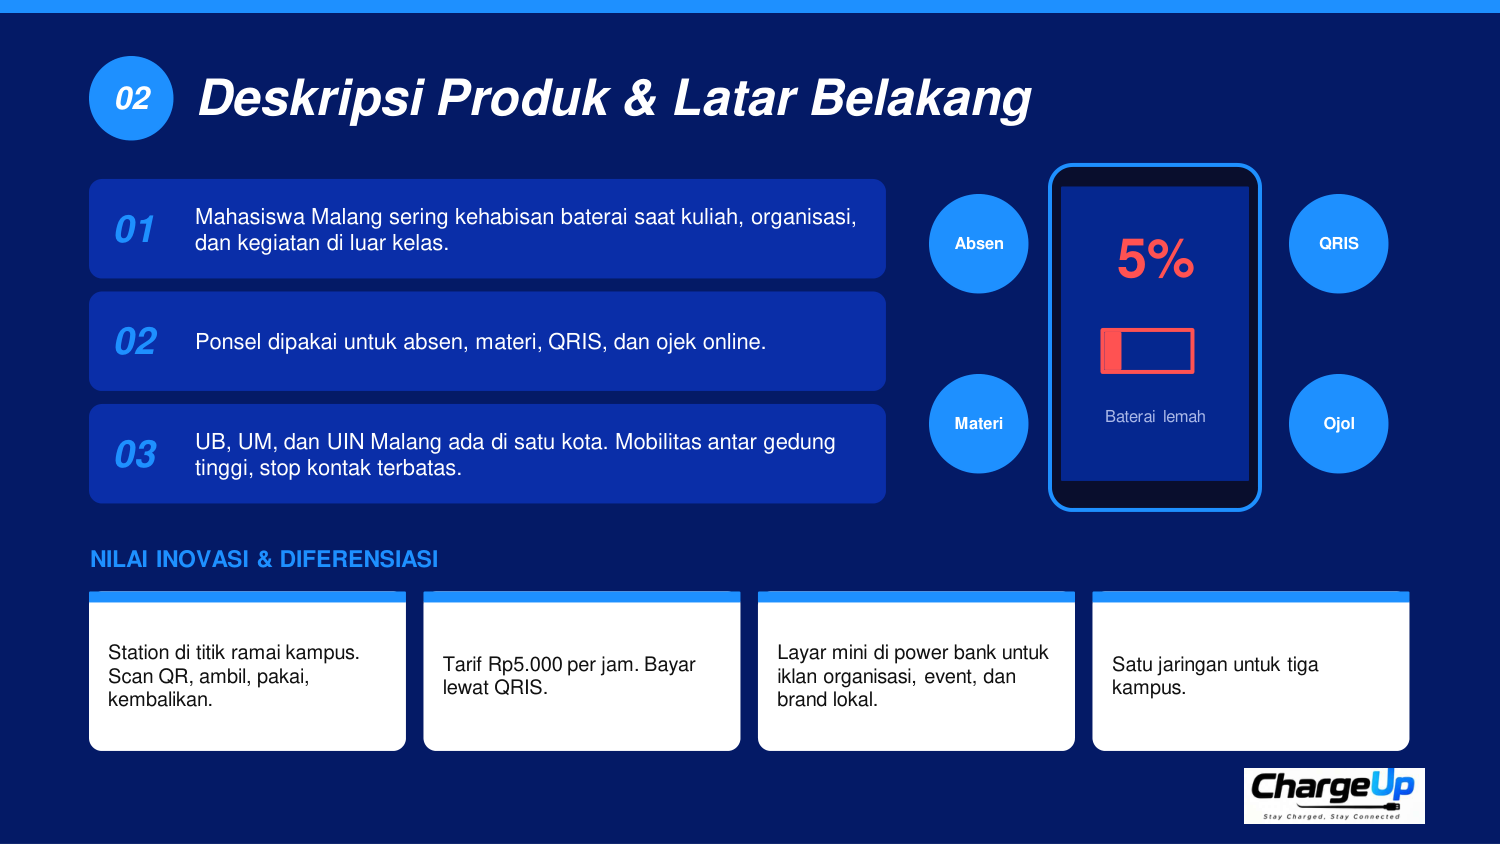 02
Deskripsi Produk & Latar Belakang
01
Mahasiswa Malang sering kehabisan baterai saat kuliah, organisasi,
dan kegiatan di luar kelas.
02
Ponsel dipakai untuk absen, materi, QRIS, dan ojek online.
03
UB, UM, dan UIN Malang ada di satu kota. Mobilitas antar gedung
tinggi, stop kontak terbatas.
Absen
Materi
5%
Baterai lemah
QRIS
Ojol
NILAI INOVASI & DIFERENSIASI
Station di titik ramai kampus.
Scan QR, ambil, pakai,
kembalikan.
Tarif Rp5.000 per jam. Bayar
lewat QRIS.
Layar mini di power bank untuk
iklan organisasi, event, dan
brand lokal.
Satu jaringan untuk tiga
kampus.
ChargeUp
Stay Charged, Stay Connected